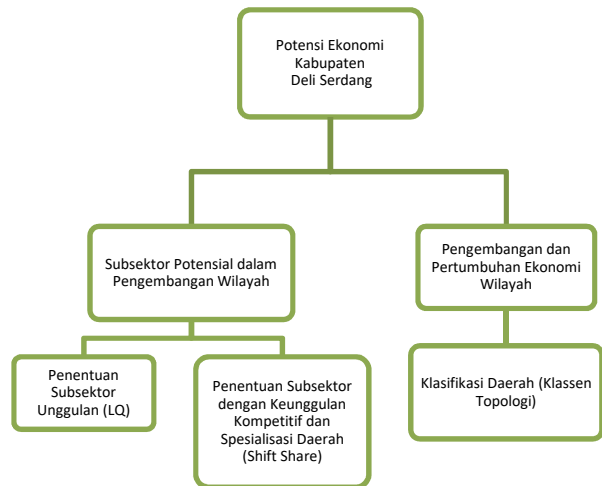 Potensi Ekonomi
Kabupaten
Deli Serdang
Subsektor Potensial dalam
Pengembangan Wilayah
Pengembangan dan
Pertumbuhan Ekonomi
Wilayah
Penentuan
Subsektor
Unggulan (LQ)
Penentuan Subsektor
dengan Keunggulan
Kompetitif dan
Spesialisasi Daerah
(Shift Share)
Klasifikasi Daerah (Klassen
Topologi)